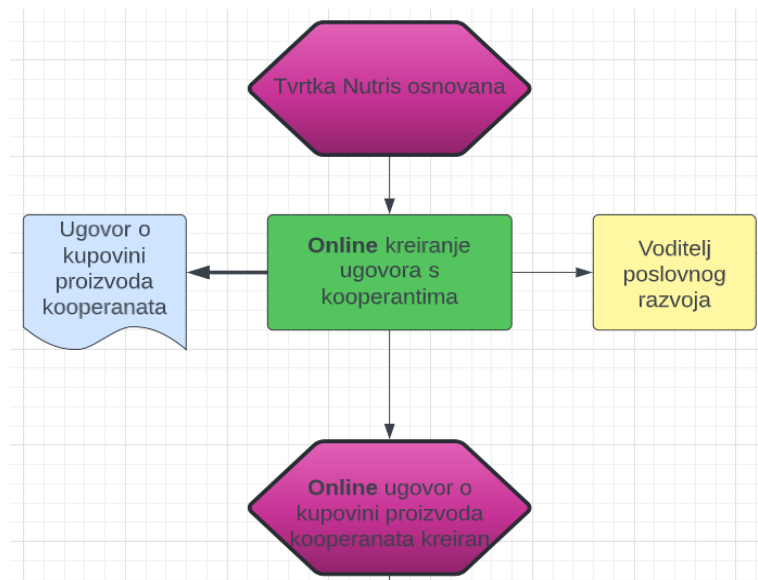 Tvrtka Nutris osnovana
Ugovor o
kupovini
proizvoda
kooperanata
Online kreiranje
ugovora s
kooperantima
Voditelj
poslovnog
razvoja
Online ugovor o
kupovini proizvoda
kooperanata kreiran